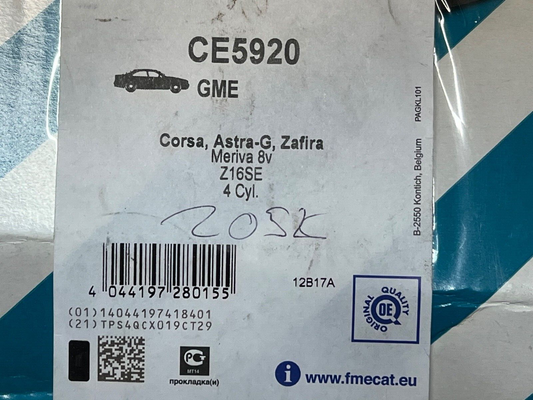 CE5920
GME
Corsa, Astra-G, Zafira
Meriva 8v
Z16SE
4 Cyl.
4 044197 280155
12B17A
(01)14044197418401
(21)TPS4QCX019CT29
ORIGINAL QUALITY
OE
PG
MT14
прокладка(и)
i www.fmecat.eu
B-2550 Kontich, Belgium PAGKL101